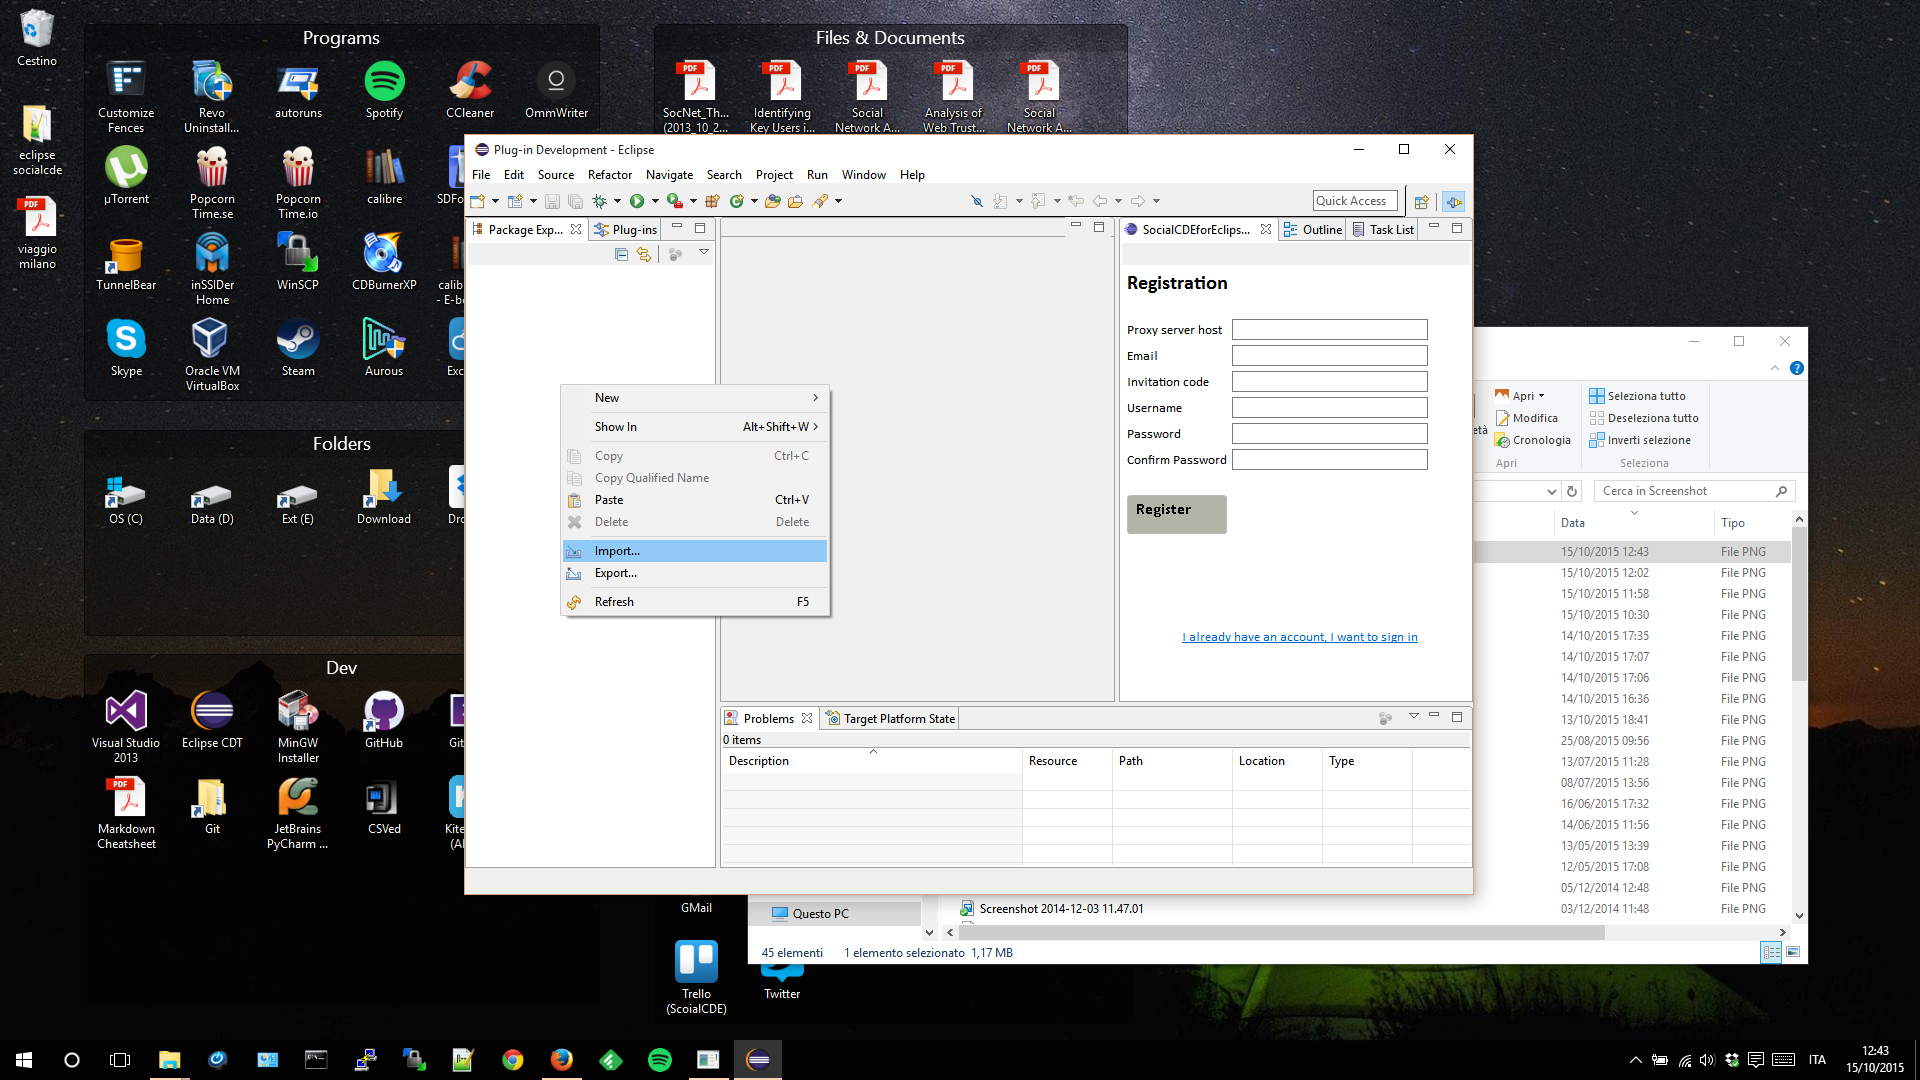 Cestino
eclipse
socialcde
viaggio
milano
Programs
Customize
Fences
Revo
Uninstall...
autoruns
Spotify
CCleaner
OmmWriter
µTorrent
Popcorn
Time.se
Popcorn
Time.io
calibre
SDFo
TunnelBear
inSSIDer
Home
WinSCP
CDBurnerXP
calib
- E-b
Skype
Oracle VM
VirtualBox
Steam
Aurous
Exc
Folders
OS (C)
Data (D)
Ext (E)
Download
Dro
Dev
Visual Studio
2013
Eclipse CDT
MinGW
Installer
GitHub
Git
Markdown
Cheatsheet
Git
JetBrains
PyCharm ...
CSVed
Kite
(Al
Files & Documents
SocNet_Th...
(2013_10_2...
Identifying
Key Users i...
Social
Network A...
Analysis of
Web Trust...
Social
Network A...
Plug-in Development - Eclipse
File Edit Source Refactor Navigate Search Project Run Window Help
Quick Access
Package Exp...
Plug-ins
New
Show In Alt+Shift+W
Copy Ctrl+C
Copy Qualified Name
Paste Ctrl+V
Delete Delete
Import...
Export...
Refresh F5
SocialCDEforEclips...
Outline
Task List
Registration
Proxy server host
Email
Invitation code
Username
Password
Confirm Password
Register
I already have an account, I want to sign in
Problems
Target Platform State
0 items
Description Resource Path Location Type
Apri
Modifica
Cronologia
Apri
Seleziona tutto
Deseleziona tutto
Inverti selezione
Seleziona
età
Cerca in Screenshot
Data Tipo
15/10/2015 12:43 File PNG
15/10/2015 12:02 File PNG
15/10/2015 11:58 File PNG
15/10/2015 10:30 File PNG
14/10/2015 17:35 File PNG
14/10/2015 17:07 File PNG
14/10/2015 17:06 File PNG
14/10/2015 16:36 File PNG
13/10/2015 18:41 File PNG
25/08/2015 09:56 File PNG
13/07/2015 11:28 File PNG
08/07/2015 13:56 File PNG
16/06/2015 17:32 File PNG
14/06/2015 11:56 File PNG
13/05/2015 13:39 File PNG
12/05/2015 17:08 File PNG
05/12/2014 12:48 File PNG
Screenshot 2014-12-03 11.47.01 03/12/2014 11:48 File PNG
Questo PC
45 elementi 1 elemento selezionato 1,17 MB
GMail
Trello
(ScoialCDE)
Twitter
ITA
12:43
15/10/2015